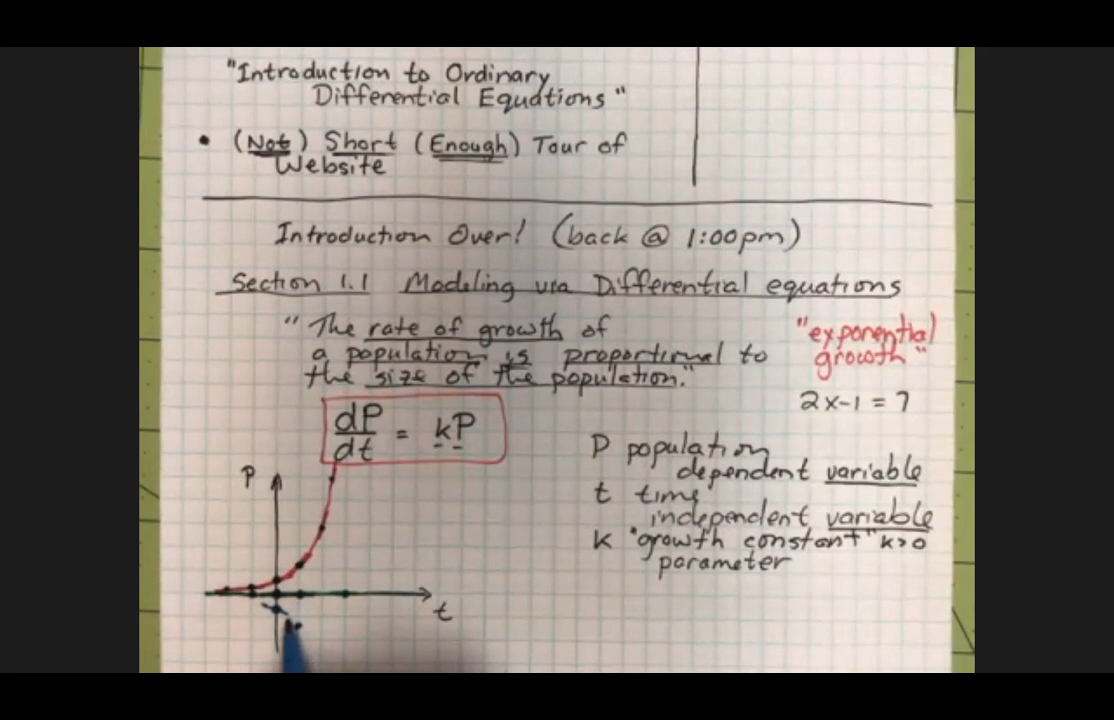 "Introduction to Ordinary
Differential Equations"
• (Not) Short (Enough) Tour of
Website
Introduction Over! (back @ 1:00pm)
Section 1.1 Modeling via Differential equations
"The rate of growth of
a population is proportional to
the size of the population."
"exponential
growth"
2x-1 = 7
dP
dt
= kP
P population
dependent variable
t time
independent variable
k "growth constant" k>0
parameter
P
t